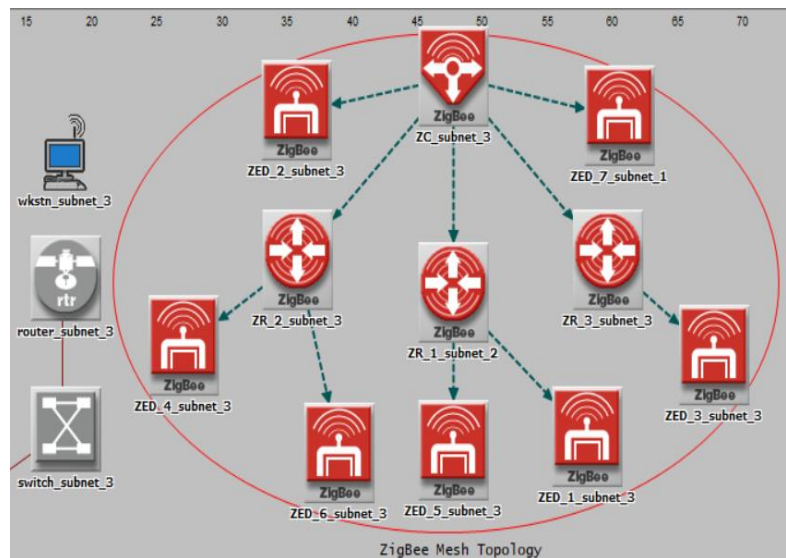 15 20 25 30 35 40 45 50 55 60 65 70
ZigBee
ZC_subnet_3
ZigBee
ZED_2_subnet_3
ZigBee
ZED_7_subnet_1
wkstn_subnet_3
rtr
router_subnet_3
ZigBee
ZR_2_subnet_3
ZigBee
ZR_1_subnet_2
ZigBee
ZR_3_subnet_3
ZigBee
ZED_4_subnet_3
ZigBee
ZED_3_subnet_3
switch_subnet_3
ZigBee
ZED_6_subnet_3
ZigBee
ZED_5_subnet_3
ZigBee
ZED_1_subnet_3
ZigBee Mesh Topology